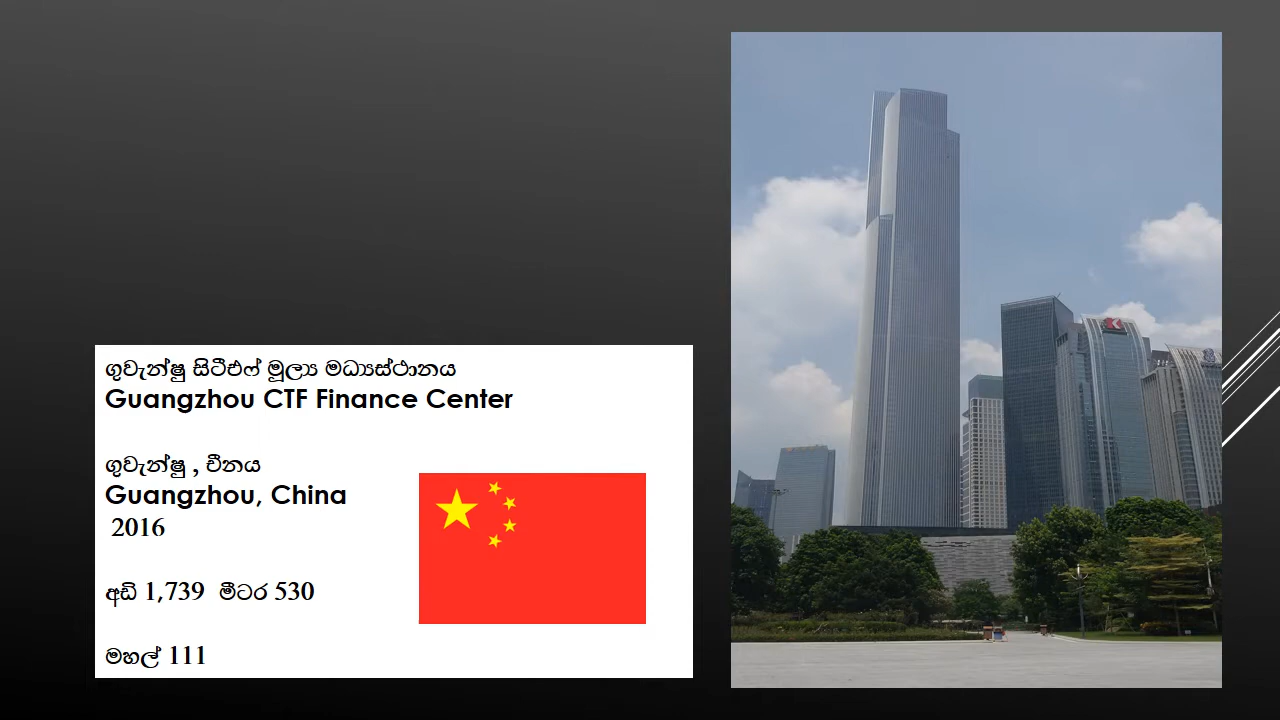 ගුවැන්ෂු සිටීඑෆ් මූල්‍ය මධ්‍යස්ථානය
Guangzhou CTF Finance Center
ගුවැන්ෂු , චීනය
Guangzhou, China
2016
අඩි 1,739 මීටර 530
මහල් 111